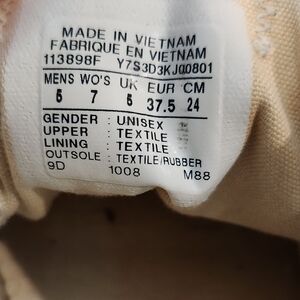 MADE IN VIETNAM
FABRIQUE EN VIETNAM
113898F Y7S3D3KJ00801
MENS WO'S UK EUR CM
5 7 5 37.5 24
GENDER : UNISEX
UPPER : TEXTILE
LINING : TEXTILE
OUTSOLE : TEXTILE/RUBBER
9D 1008 M88